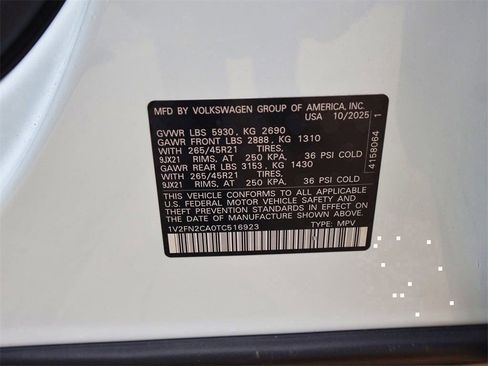 MFD BY VOLKSWAGEN GROUP OF AMERICA, INC.
USA 10/2025
GVWR LBS 5930, KG 2690
GAWR FRONT LBS 2888, KG 1310
WITH 265/45R21 TIRES,
9JX21 RIMS, AT 250 KPA, 36 PSI COLD
GAWR REAR LBS 3153, KG 1430
WITH 265/45R21 TIRES,
9JX21 RIMS, AT 250 KPA, 36 PSI COLD
THIS VEHICLE CONFORMS TO ALL APPLICABLE
U.S. FEDERAL MOTOR VEHICLE SAFETY
STANDARDS IN EFFECT ON THE
DATE OF MANUFACTURE SHOWN ABOVE.
1V2FN2CA0TC516923 TYPE: MPV
4158064 1